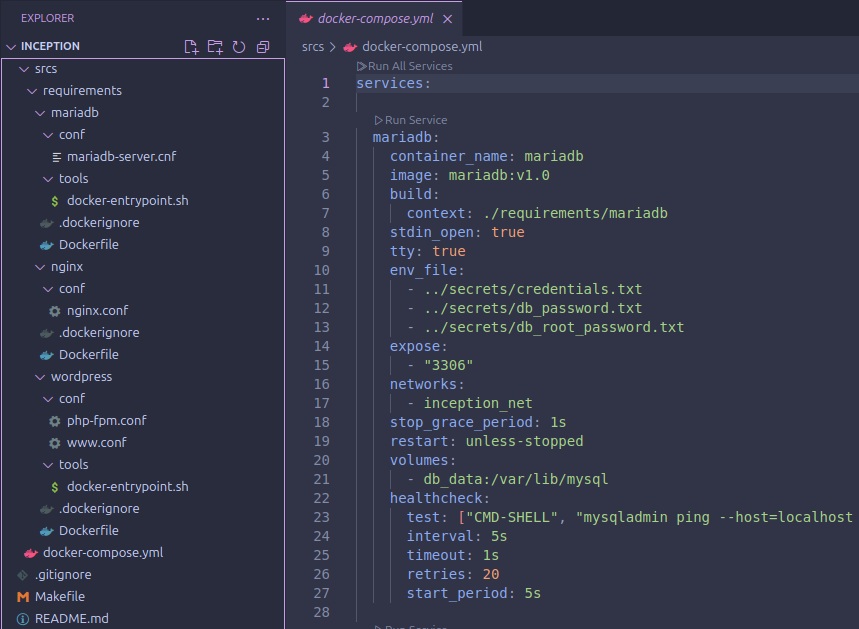 EXPLORER
INCEPTION
srcs
requirements
mariadb
conf
mariadb-server.cnf
tools
$ docker-entrypoint.sh
.dockerignore
Dockerfile
nginx
conf
nginx.conf
.dockerignore
Dockerfile
wordpress
conf
php-fpm.conf
www.conf
tools
$ docker-entrypoint.sh
.dockerignore
Dockerfile
docker-compose.yml
.gitignore
M Makefile
README.md
docker-compose.yml
srcs > docker-compose.yml
Run All Services
1 services:
2
Run Service
3 mariadb:
4 container_name: mariadb
5 image: mariadb:v1.0
6 build:
7 context: ./requirements/mariadb
8 stdin_open: true
9 tty: true
10 env_file:
11 - ../secrets/credentials.txt
12 - ../secrets/db_password.txt
13 - ../secrets/db_root_password.txt
14 expose:
15 - "3306"
16 networks:
17 - inception_net
18 stop_grace_period: 1s
19 restart: unless-stopped
20 volumes:
21 - db_data:/var/lib/mysql
22 healthcheck:
23 test: ["CMD-SHELL", "mysqladmin ping --host=localhost
24 interval: 5s
25 timeout: 1s
26 retries: 20
27 start_period: 5s
28
Run Service